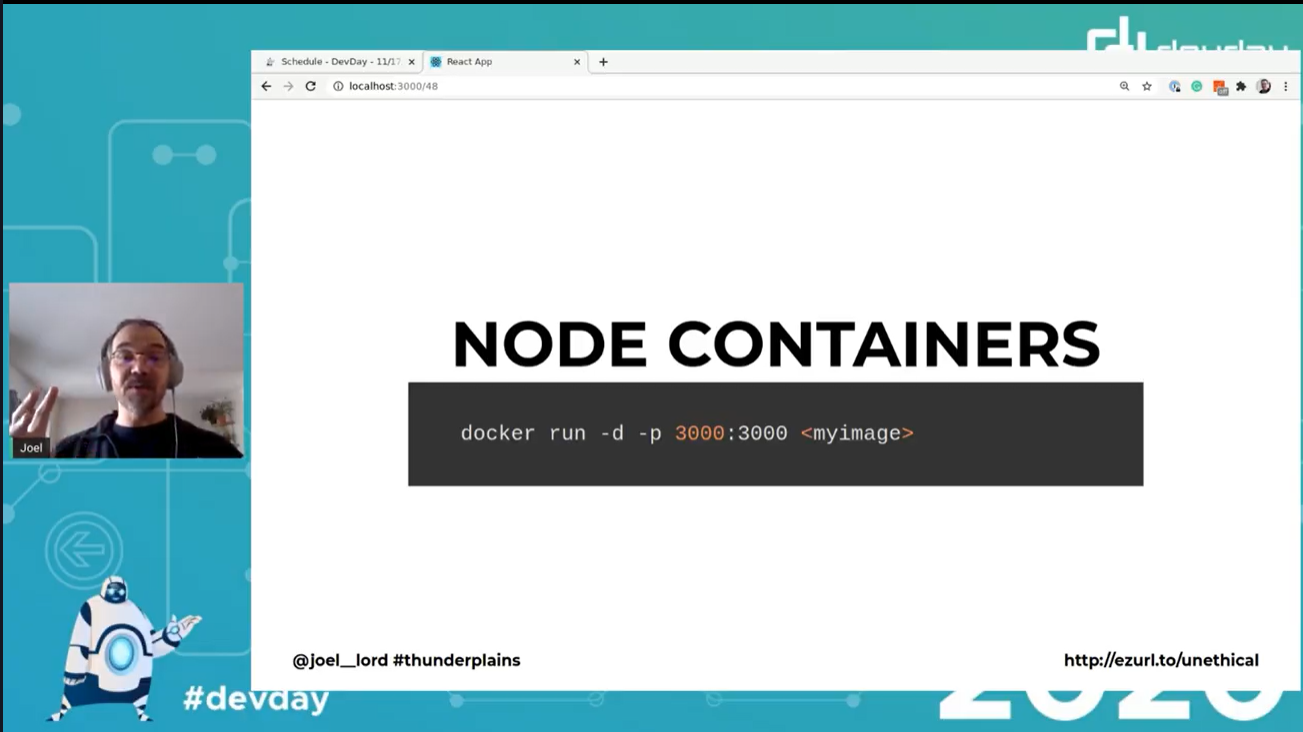 devday
Schedule - DevDay - 11/17
React App
localhost:3000/48
NODE CONTAINERS
docker run -d -p 3000:3000 <myimage>
Joel
@joel__lord #thunderplains
http://ezurl.to/unethical
#devday
2020